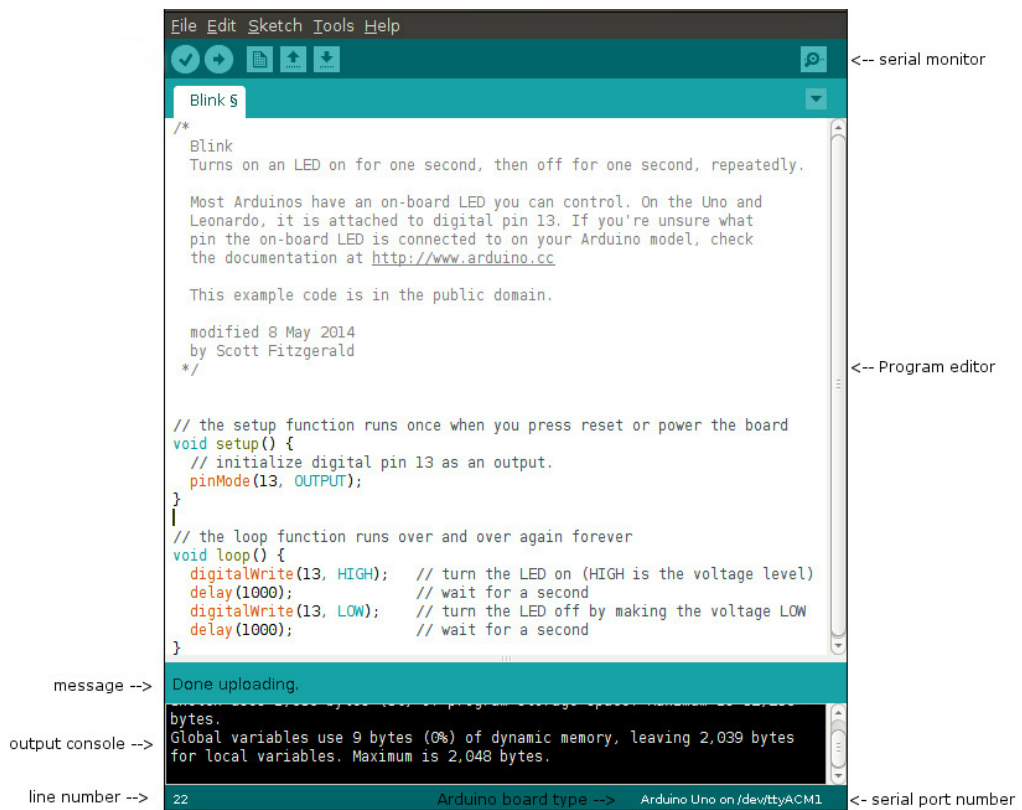 File Edit Sketch Tools Help
<-- serial monitor
Blink §
/*
Blink
Turns on an LED on for one second, then off for one second, repeatedly.
Most Arduinos have an on-board LED you can control. On the Uno and
Leonardo, it is attached to digital pin 13. If you're unsure what
pin the on-board LED is connected to on your Arduino model, check
the documentation at http://www.arduino.cc
This example code is in the public domain.
modified 8 May 2014
by Scott Fitzgerald
*/
<-- Program editor
// the setup function runs once when you press reset or power the board
void setup() {
// initialize digital pin 13 as an output.
pinMode(13, OUTPUT);
}
// the loop function runs over and over again forever
void loop() {
digitalWrite(13, HIGH);   // turn the LED on (HIGH is the voltage level)
delay(1000);              // wait for a second
digitalWrite(13, LOW);    // turn the LED off by making the voltage LOW
delay(1000);              // wait for a second
}
message --> Done uploading.
bytes.
output console --> Global variables use 9 bytes (0%) of dynamic memory, leaving 2,039 bytes
for local variables. Maximum is 2,048 bytes.
line number --> 22 Arduino board type --> Arduino Uno on /dev/ttyACM1 <- serial port number